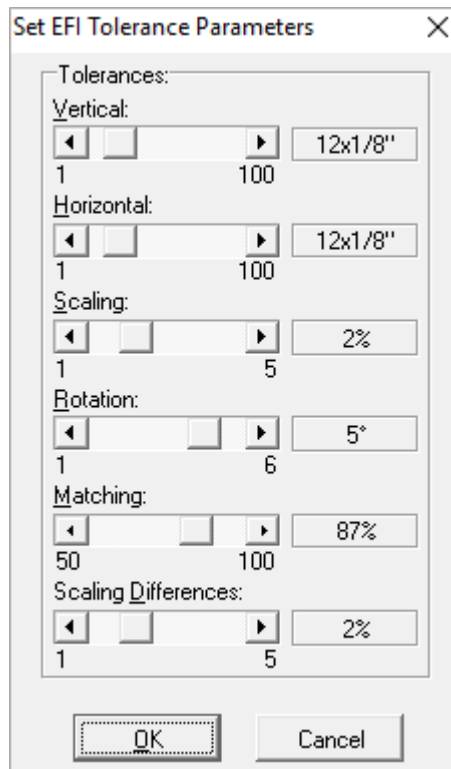 Set EFI Tolerance Parameters
Tolerances:
Vertical:
12x1/8"
1 100
Horizontal:
12x1/8"
1 100
Scaling:
2%
1 5
Rotation:
5°
1 6
Matching:
87%
50 100
Scaling Differences:
2%
1 5
OK Cancel